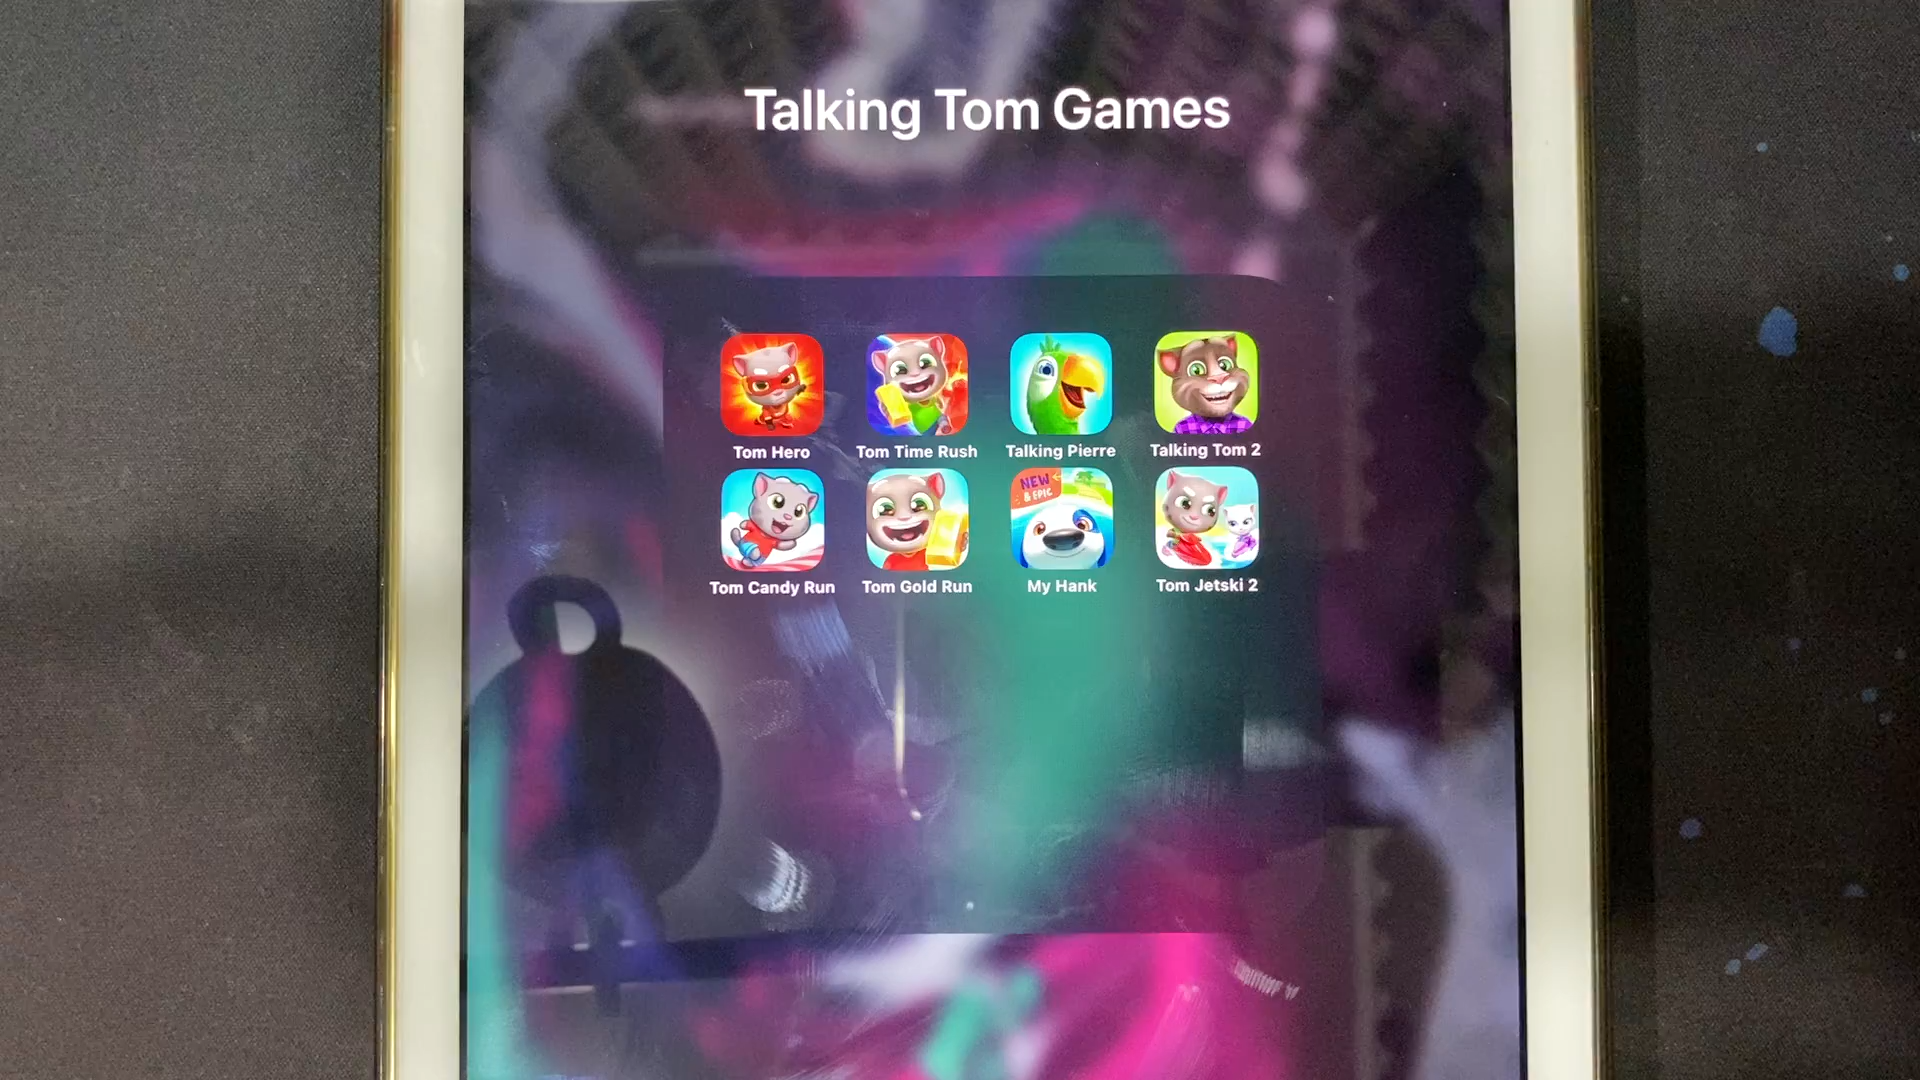 Talking Tom Games
Tom Hero
Tom Time Rush
Talking Pierre
Talking Tom 2
NEW
& EPIC
Tom Candy Run
Tom Gold Run
My Hank
Tom Jetski 2